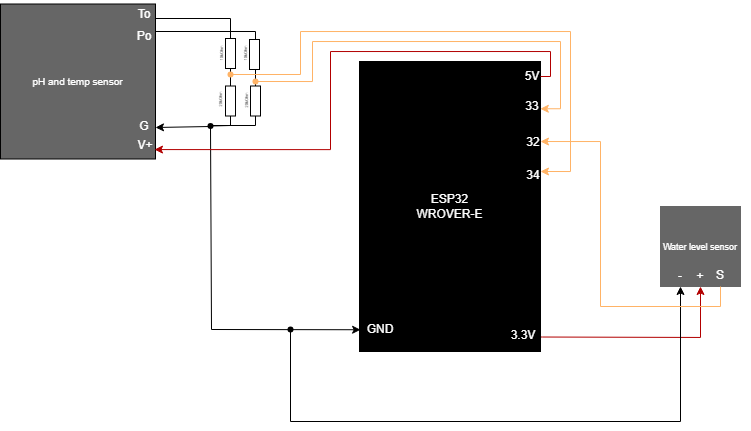 To
Po
pH and temp sensor
G
V+
5V
33
32
34
ESP32
WROVER-E
GND
3.3V
Water level sensor
- + S